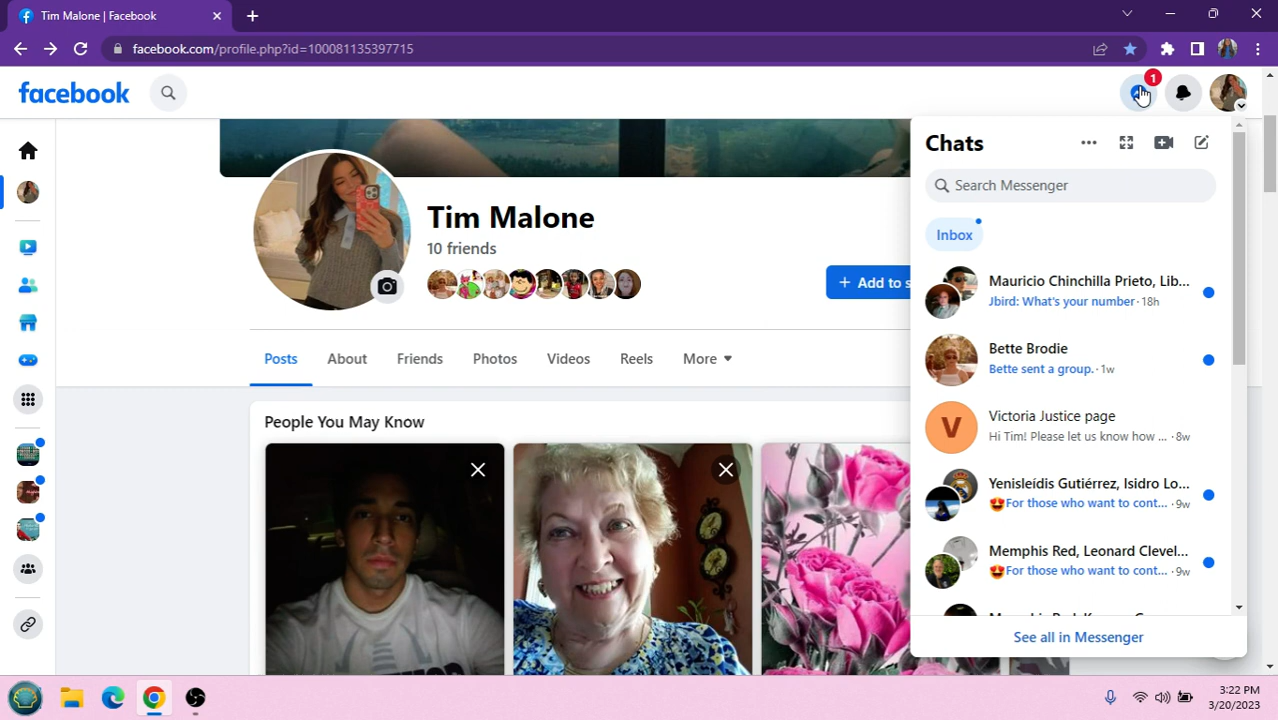 Tim Malone | Facebook
facebook.com/profile.php?id=100081135397715
facebook
1
Tim Malone
10 friends
+ Add to s
Posts
About
Friends
Photos
Videos
Reels
More
People You May Know
Chats
Search Messenger
Inbox
Mauricio Chinchilla Prieto, Lib...
Jbird: What's your number · 18h
Bette Brodie
Bette sent a group. · 1w
V
Victoria Justice page
Hi Tim! Please let us know how ... · 8w
Yenisleídis Gutiérrez, Isidro Lo...
😍For those who want to cont... · 9w
Memphis Red, Leonard Clevel...
😍For those who want to cont... · 9w
See all in Messenger
3:22 PM
3/20/2023